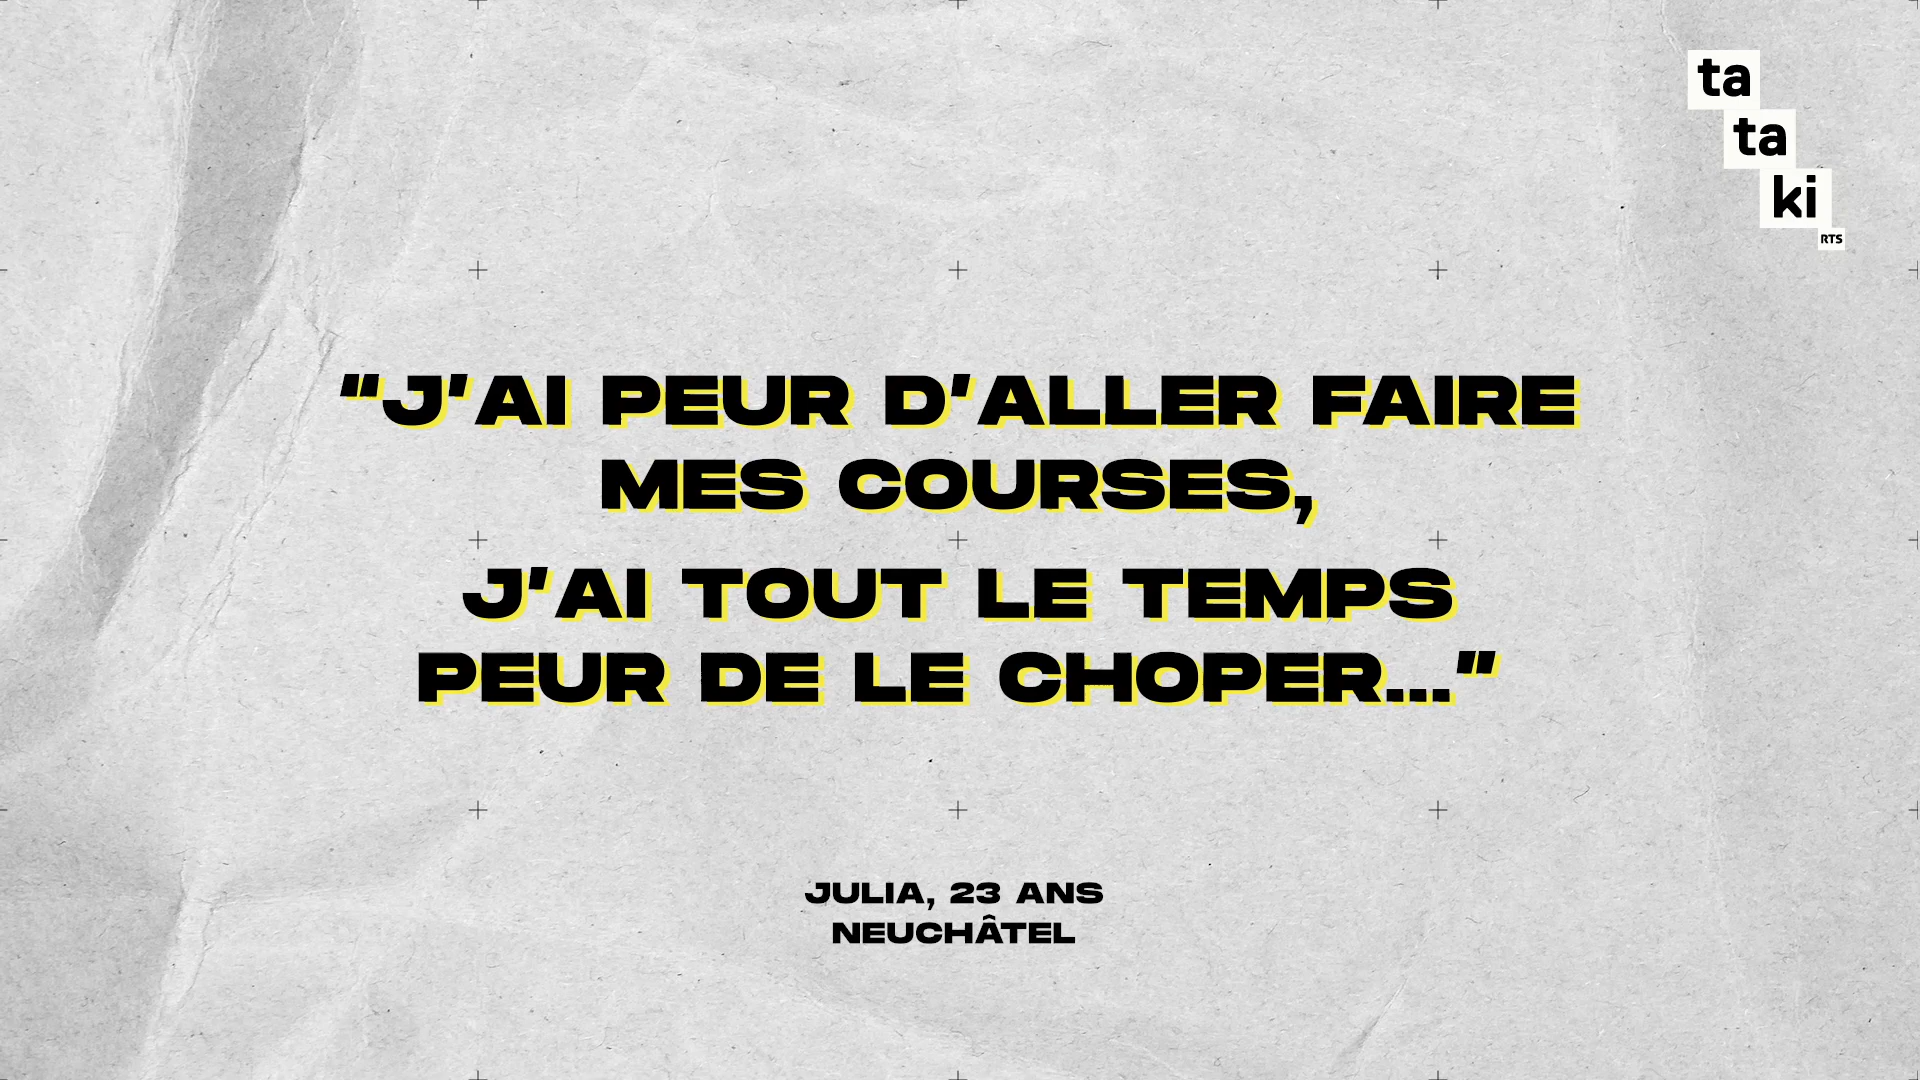 ta
ta
ki
RTS
"J'AI PEUR D'ALLER FAIRE
MES COURSES,
J'AI TOUT LE TEMPS
PEUR DE LE CHOPER..."
JULIA, 23 ANS
NEUCHÂTEL